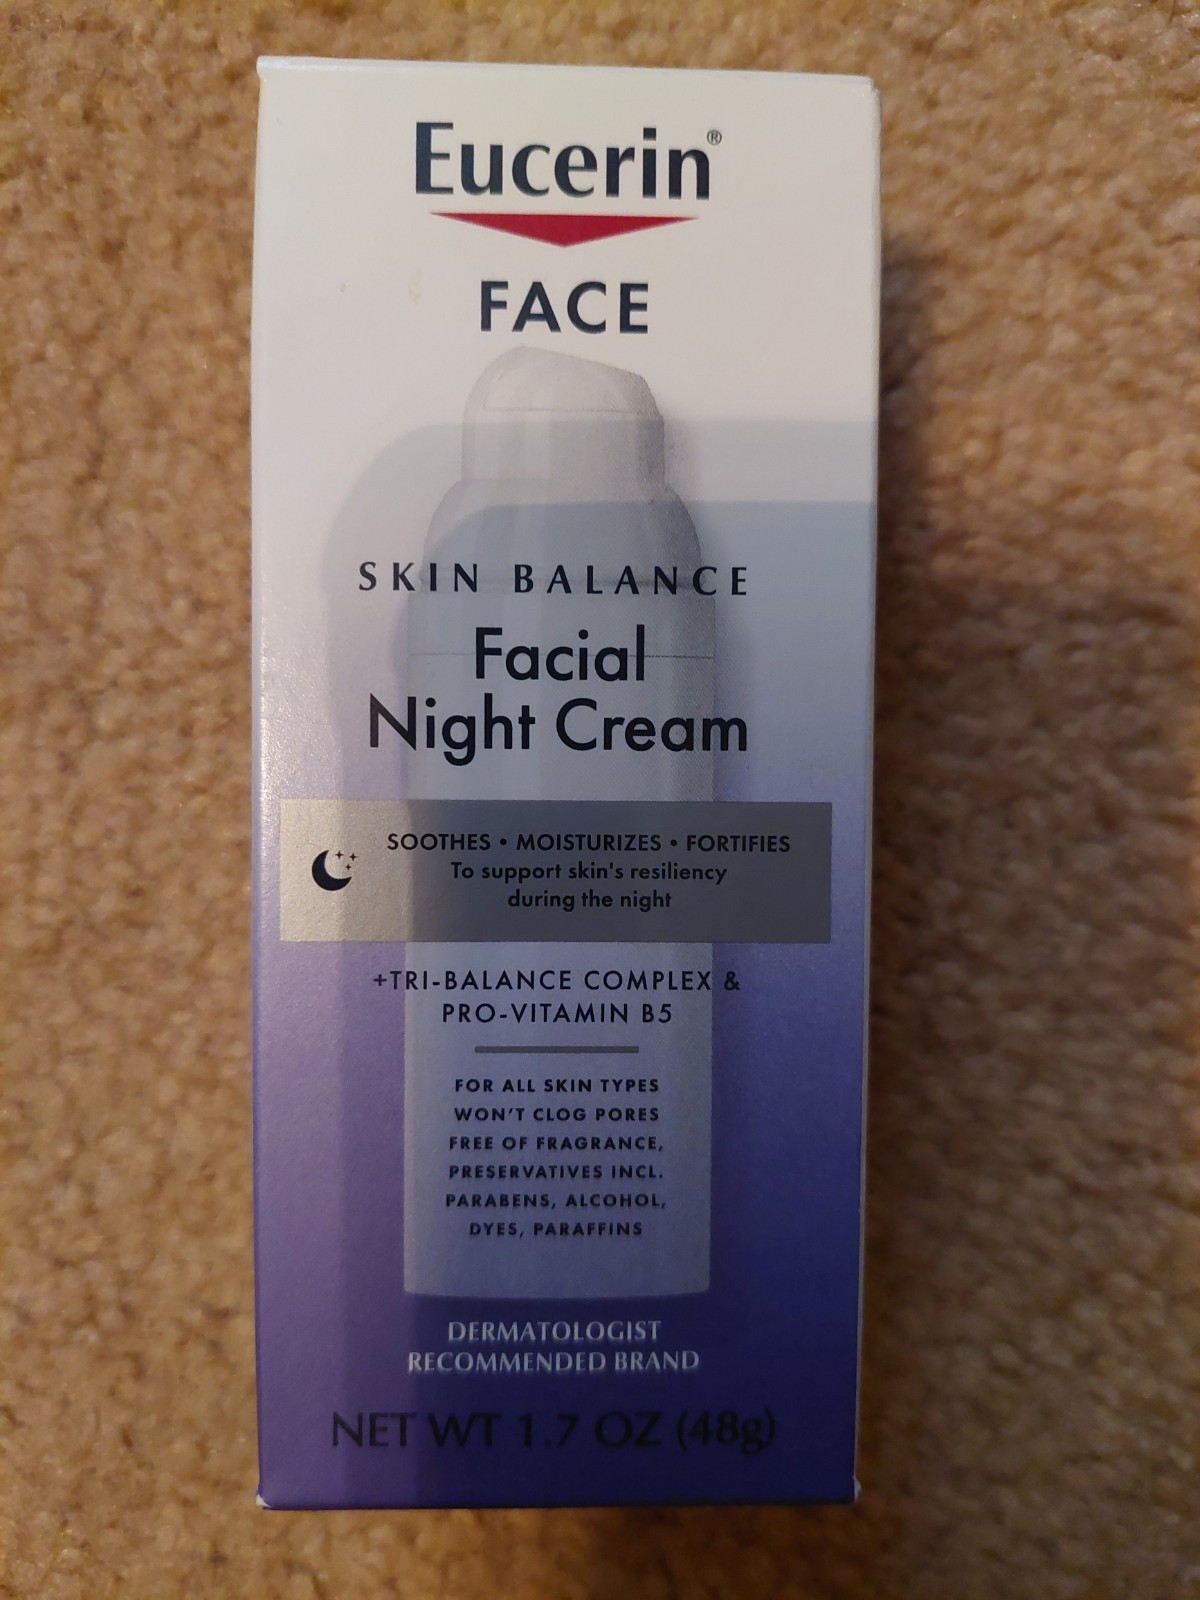 Eucerin®
FACE
SKIN BALANCE
Facial
Night Cream
SOOTHES • MOISTURIZES • FORTIFIES
To support skin's resiliency
during the night
+TRI-BALANCE COMPLEX &
PRO-VITAMIN B5
FOR ALL SKIN TYPES
WON'T CLOG PORES
FREE OF FRAGRANCE,
PRESERVATIVES INCL.
PARABENS, ALCOHOL,
DYES, PARAFFINS
DERMATOLOGIST
RECOMMENDED BRAND
NET WT 1.7 OZ (48g)